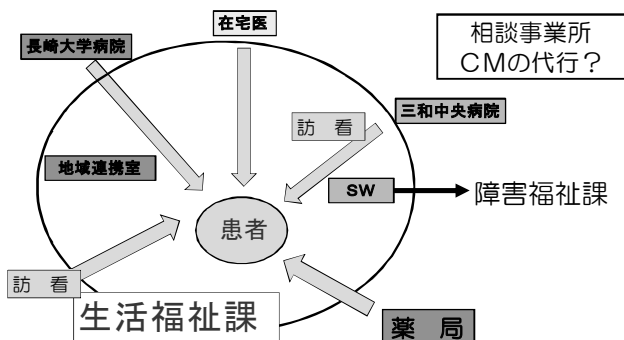 在宅医
長崎大学病院
相談事業所
CMの代行？
三和中央病院
訪 看
地域連携室
SW
障害福祉課
患者
訪 看
生活福祉課
薬 局